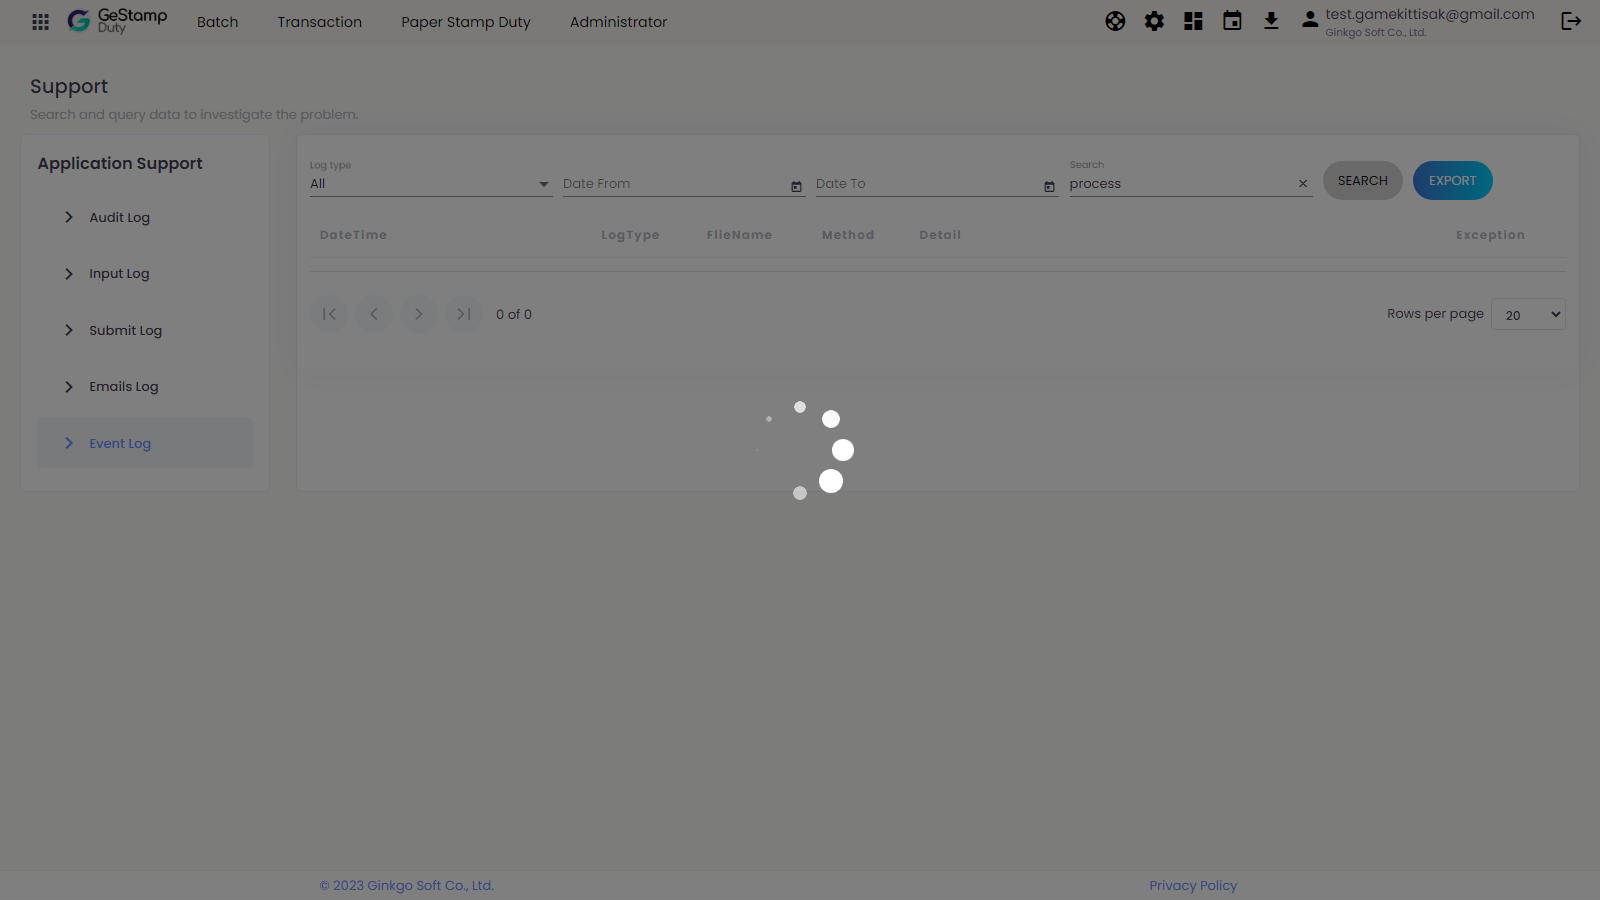 GeStamp
Duty
Batch
Transaction
Paper Stamp Duty
Administrator
test.gamekittisak@gmail.com
Ginkgo Soft Co., Ltd.
Support
Search and query data to investigate the problem.
Application Support
Audit Log
Input Log
Submit Log
Emails Log
Event Log
Log type
All
Date From
Date To
Search
process
SEARCH
EXPORT
DateTime
LogType
FlieName
Method
Detail
Exception
0 of 0
Rows per page
20
© 2023 Ginkgo Soft Co., Ltd.
Privacy Policy